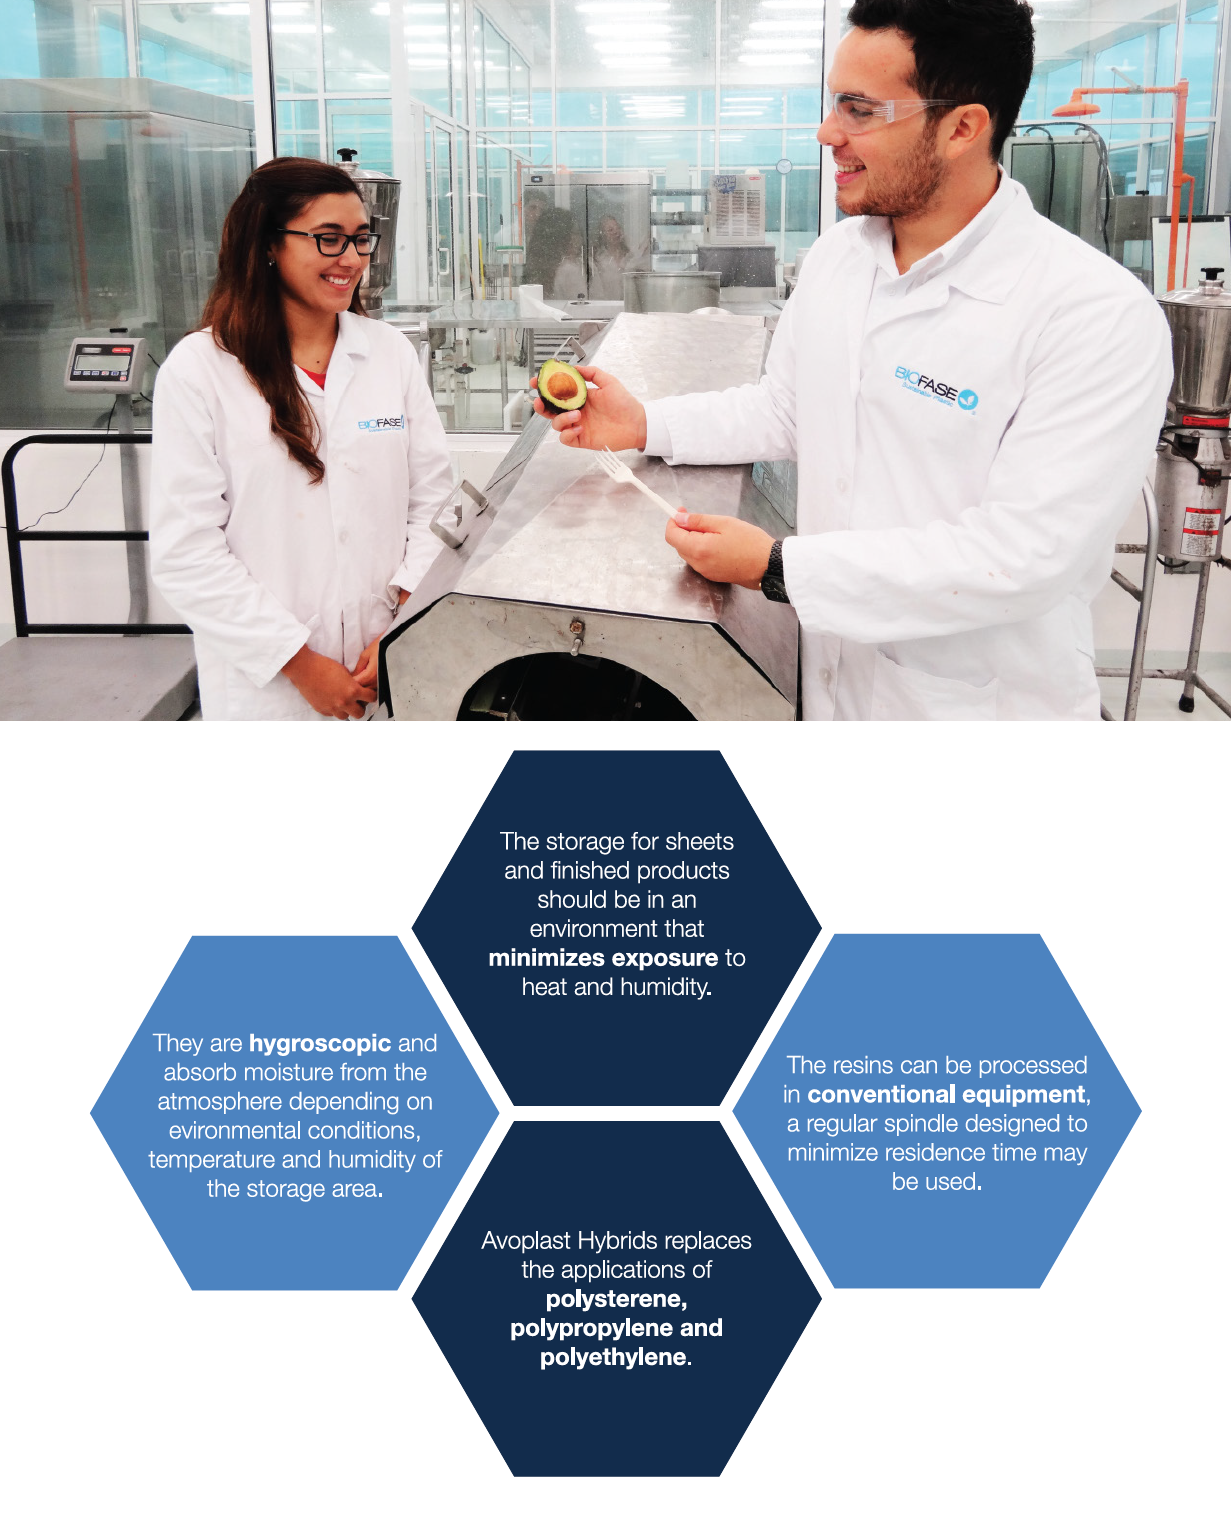 BIOFASE
BIOFASE
The storage for sheets
and finished products
should be in an
environment that
minimizes exposure to
heat and humidity.
They are hygroscopic and
absorb moisture from the
atmosphere depending on
evironmental conditions,
temperature and humidity of
the storage area.
The resins can be processed
in conventional equipment,
a regular spindle designed to
minimize residence time may
be used.
Avoplast Hybrids replaces
the applications of
polysterene,
polypropylene and
polyethylene.